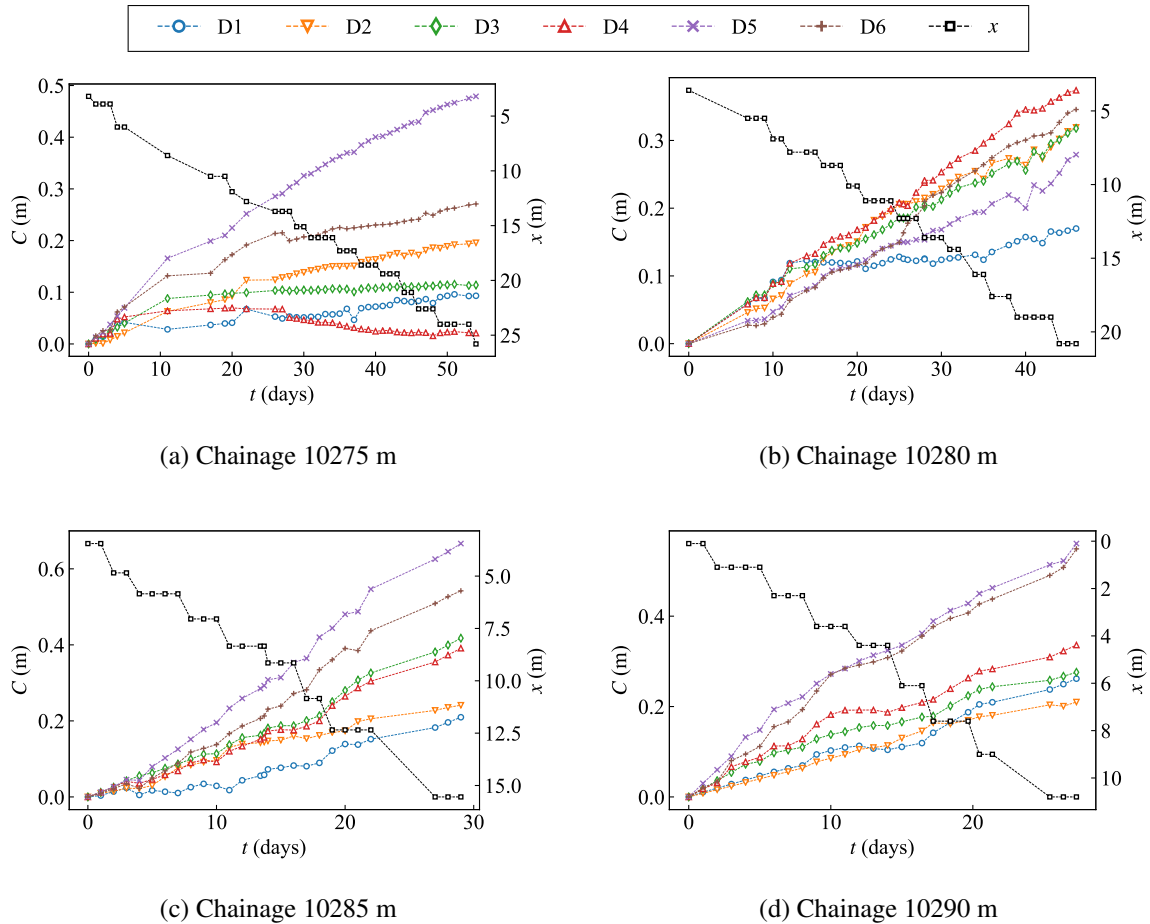 D1 D2 D3 D4 D5 D6 x
0.5
0.4
0.3
0.2
0.1
0.0
C (m)
0 10 20 30 40 50
t (days)
5
10
15
20
25
x (m)
(a) Chainage 10275 m
0.3
0.2
0.1
0.0
C (m)
0 10 20 30 40
t (days)
5
10
15
20
x (m)
(b) Chainage 10280 m
0.6
0.4
0.2
0.0
C (m)
0 10 20 30
t (days)
5.0
7.5
10.0
12.5
15.0
x (m)
(c) Chainage 10285 m
0.4
0.2
0.0
C (m)
0 10 20
t (days)
0
2
4
6
8
10
x (m)
(d) Chainage 10290 m